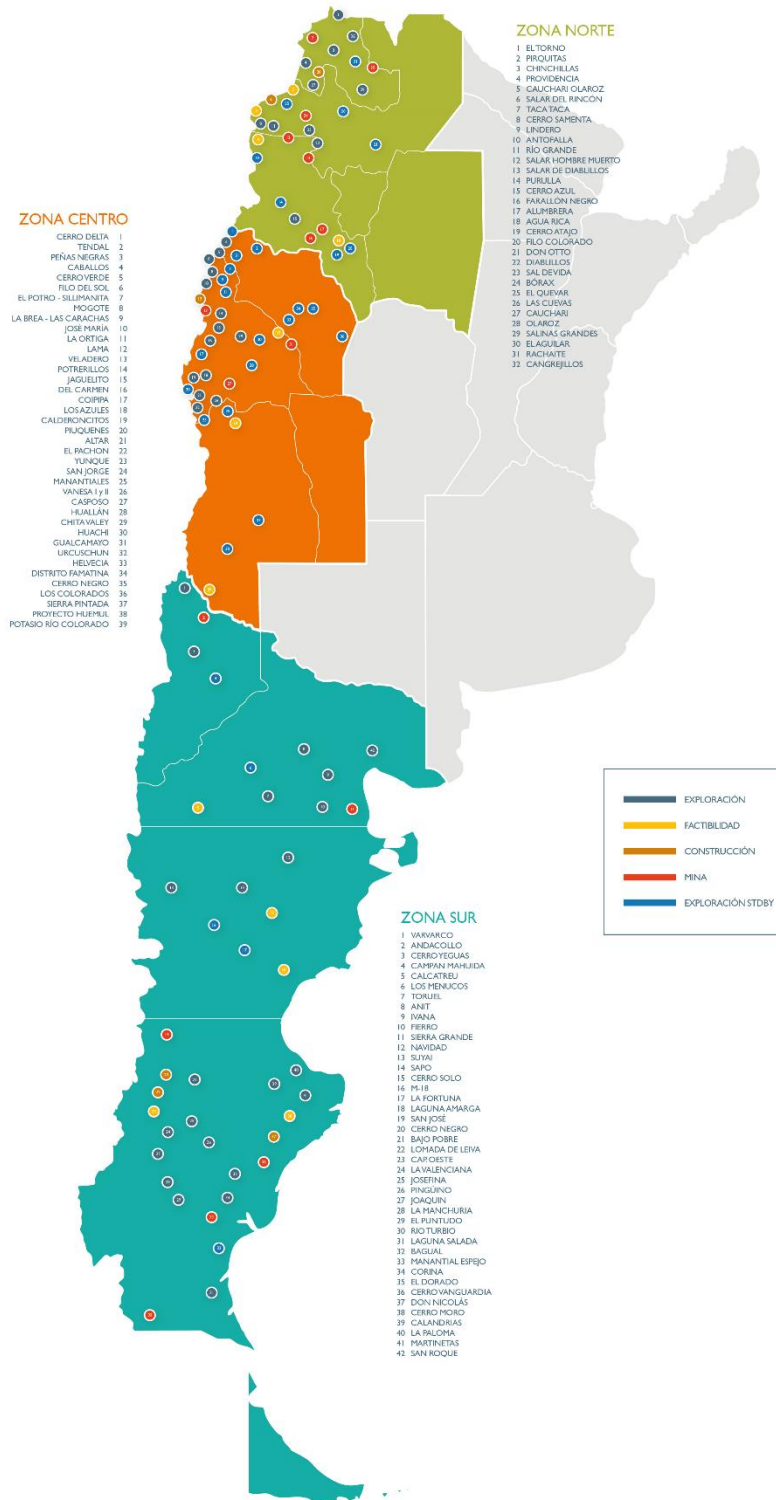 ZONA NORTE
1 EL TORNO
2 PIRQUITAS
3 CHINCHILLAS
4 PROVIDENCIA
5 CAUCHARI OLAROZ
6 SALAR DEL RINCÓN
7 TACA TACA
8 CERRO SAMENTA
9 LINDERO
10 ANTOFALLA
11 RÍO GRANDE
12 SALAR HOMBRE MUERTO
13 SALAR DE DIABLILLOS
14 PURULLA
15 CERRO AZUL
16 FARALLÓN NEGRO
17 ALUMBRERA
18 AGUA RICA
19 CERRO ATAJO
20 FILO COLORADO
21 DON OTTO
22 DIABLILLOS
23 SAL DE VIDA
24 BÓRAX
25 EL QUEVAR
26 LAS CUEVAS
27 CAUCHARI
28 OLAROZ
29 SALINAS GRANDES
30 EL AGUILAR
31 RACHAITE
32 CANGREJILLOS
ZONA CENTRO
CERRO DELTA 1
TENDAL 2
PEÑAS NEGRAS 3
CABALLOS 4
CERRO VERDE 5
FILO DEL SOL 6
EL POTRO - SILLIMANITA 7
MOGOTE 8
LA BREA - LAS CARACHAS 9
JOSÉ MARÍA 10
LA ORTIGA 11
LAMA 12
VELADERO 13
POTRERILLOS 14
JAGUELITO 15
DEL CARMEN 16
COIPIPA 17
LOS AZULES 18
CALDERONCITOS 19
PIUQUENES 20
ALTAR 21
EL PACHON 22
YUNQUE 23
SAN JORGE 24
MANANTIALES 25
VANESA I y II 26
CASPOSO 27
HUALLÁN 28
CHITA VALEY 29
HUACHI 30
GUALCAMAYO 31
URCUSCHUN 32
HELVECIA 33
DISTRITO FAMATINA 34
CERRO NEGRO 35
LOS COLORADOS 36
SIERRA PINTADA 37
PROYECTO HUEMUL 38
POTASIO RÍO COLORADO 39
EXPLORACIÓN
FACTIBILIDAD
CONSTRUCCIÓN
MINA
EXPLORACIÓN STDBY
ZONA SUR
1 VARVARCO
2 ANDACOLLO
3 CERRO YEGUAS
4 CAMPAN MAHUIDA
5 CALCATREU
6 LOS MENUCOS
7 TORUEL
8 ANIT
9 IVANA
10 FIERRO
11 SIERRA GRANDE
12 NAVIDAD
13 SUYAI
14 SAPO
15 CERRO SOLO
16 M-18
17 LA FORTUNA
18 LAGUNA AMARGA
19 SAN JOSÉ
20 CERRO NEGRO
21 BAJO POBRE
22 LOMADA DE LEIVA
23 CAP. OESTE
24 LA VALENCIANA
25 JOSEFINA
26 PINGÜINO
27 JOAQUIN
28 LA MANCHURIA
29 EL PUNTUDO
30 RIO TURBIO
31 LAGUNA SALADA
32 BAGUAL
33 MANANTIAL ESPEJO
34 CORINA
35 EL DORADO
36 CERRO VANGUARDIA
37 DON NICOLÁS
38 CERRO MORO
39 CALANDRIAS
40 LA PALOMA
41 MARTINETAS
42 SAN ROQUE